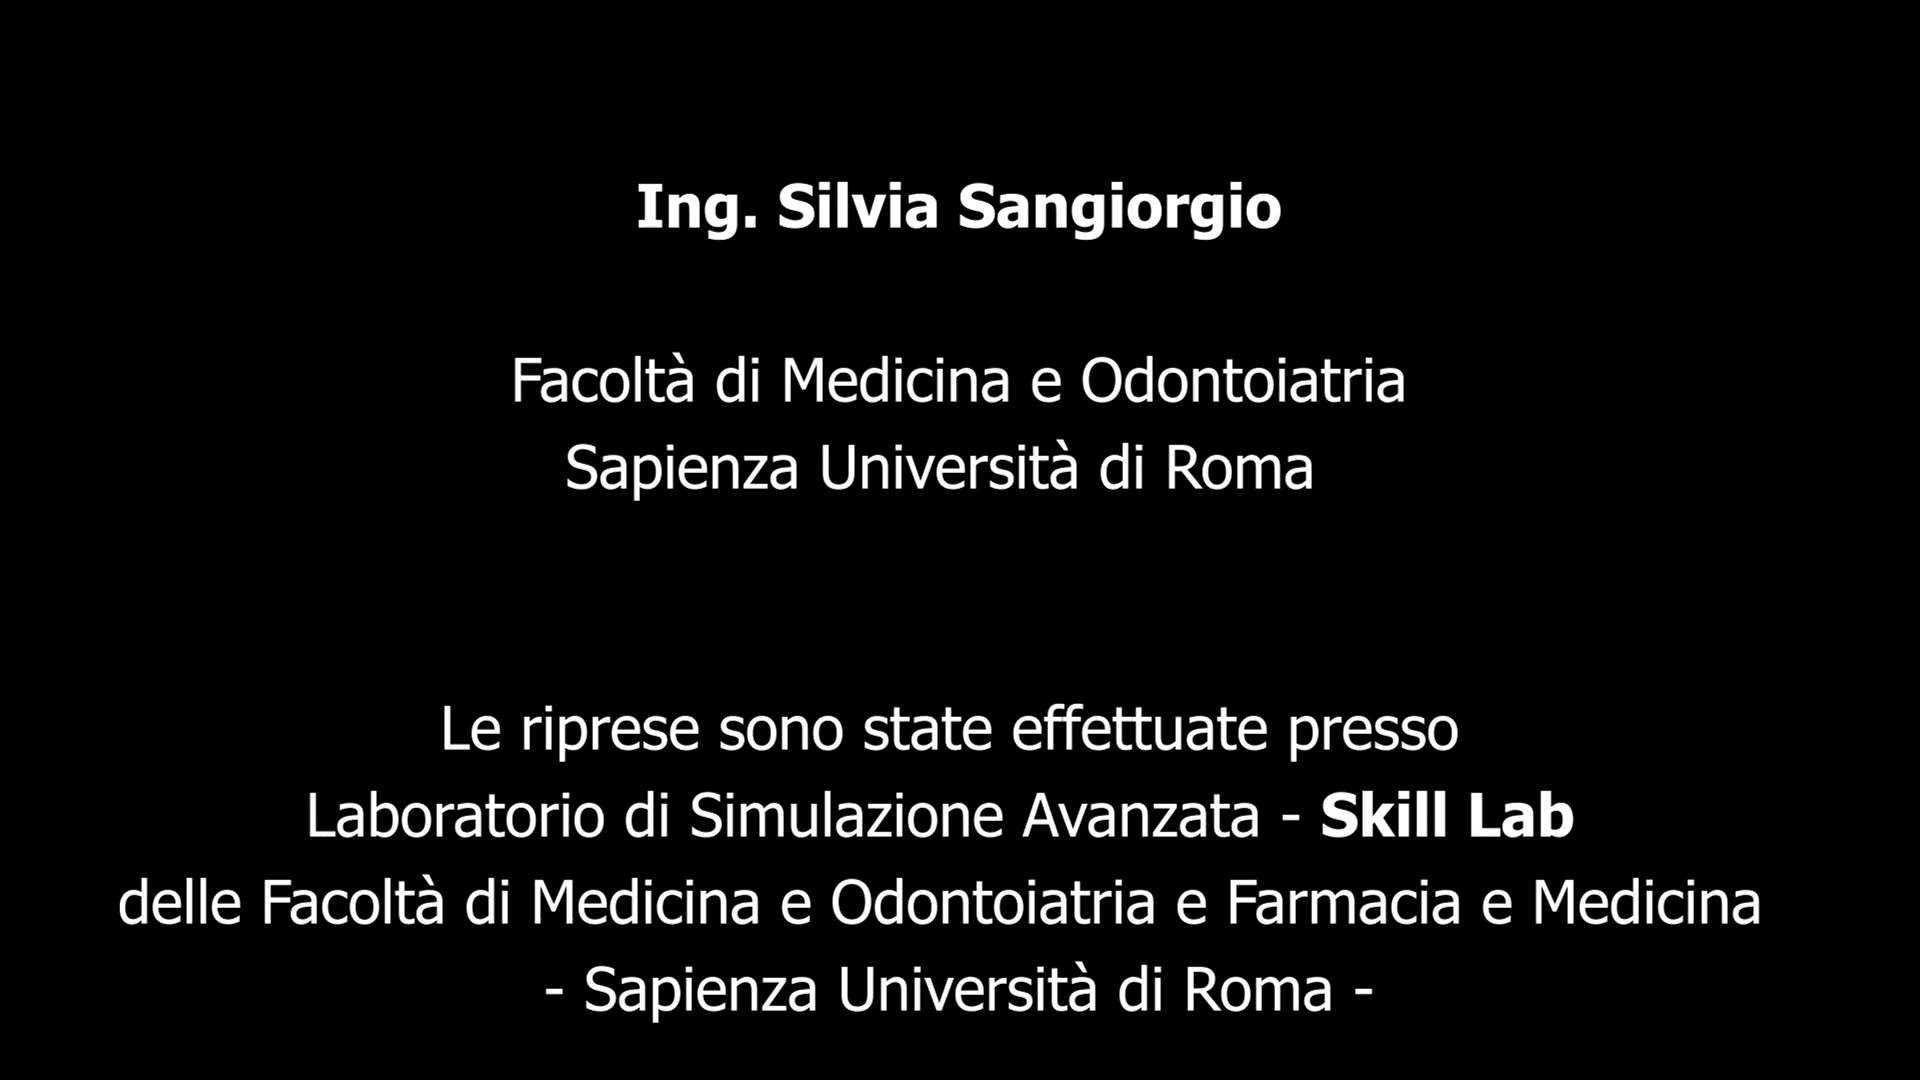 Ing. Silvia Sangiorgio
Facoltà di Medicina e Odontoiatria
Sapienza Università di Roma
Le riprese sono state effettuate presso
Laboratorio di Simulazione Avanzata - Skill Lab
delle Facoltà di Medicina e Odontoiatria e Farmacia e Medicina
- Sapienza Università di Roma -